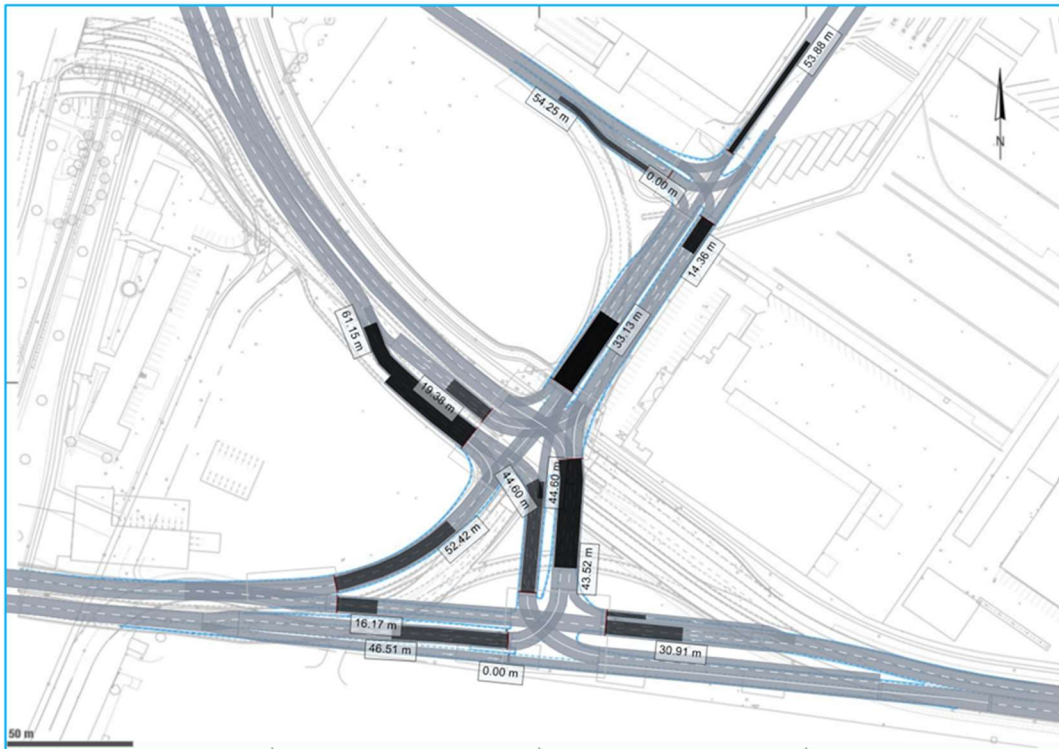 53.88 m
54.25 m
N
0.00 m
14.36 m
61.15 m
33.13 m
19.38 m
44.60 m
44.60 m
52.42 m
43.52 m
16.17 m
46.51 m
30.91 m
0.00 m
50 m